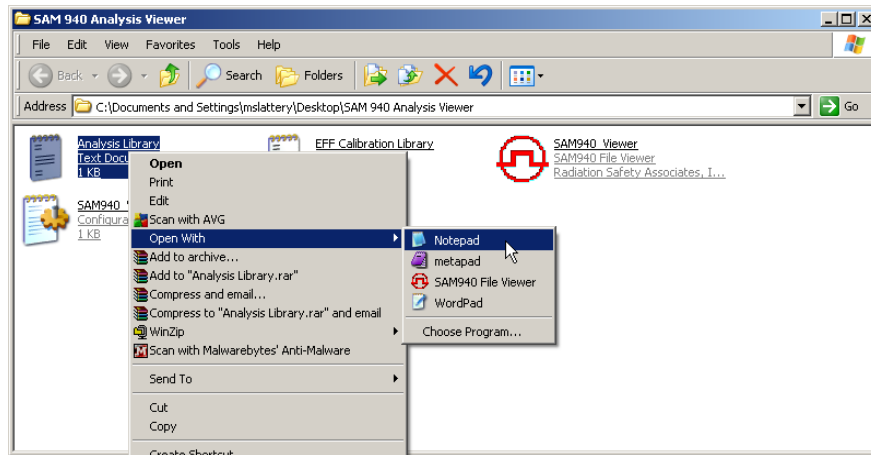 SAM 940 Analysis Viewer
File Edit View Favorites Tools Help
Back Search Folders
Address C:\Documents and Settings\mslattery\Desktop\SAM 940 Analysis Viewer Go
Analysis Library
Text Docu
1 KB
EFF Calibration Library
SAM940 Viewer
SAM940 File Viewer
Radiation Safety Associates, I...
SAM940
Configura
1 KB
Open
Print
Edit
Scan with AVG
Open With
Add to archive...
Add to "Analysis Library.rar"
Compress and email...
Compress to "Analysis Library.rar" and email
WinZip
Scan with Malwarebytes' Anti-Malware
Send To
Cut
Copy
Create Shortcut
Notepad
metapad
SAM940 File Viewer
WordPad
Choose Program...